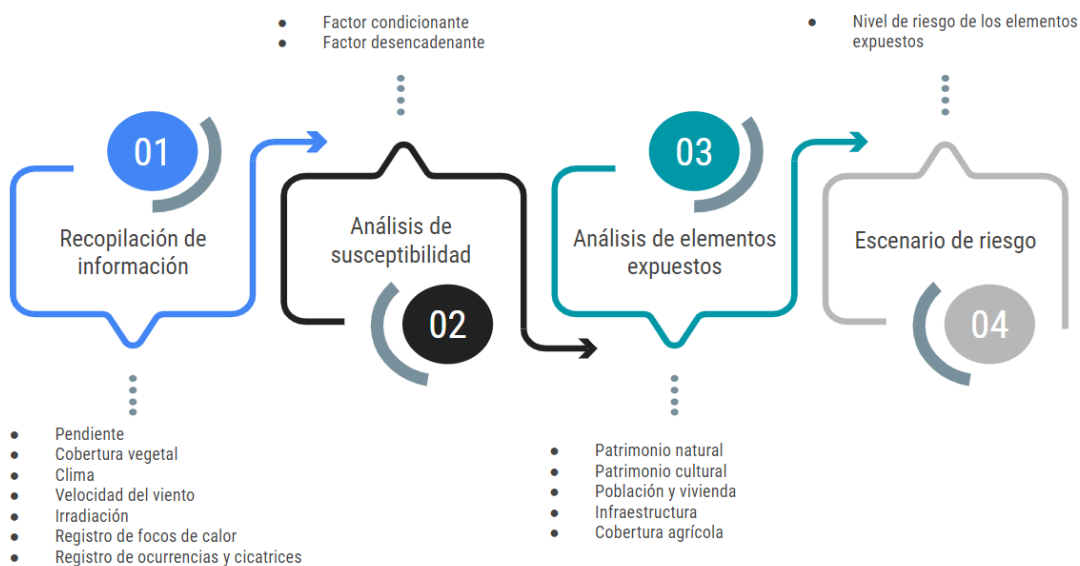 01
Recopilación de
información
● Pendiente
● Cobertura vegetal
● Clima
● Velocidad del viento
● Irradiación
● Registro de focos de calor
● Registro de ocurrencias y cicatrices
● Factor condicionante
● Factor desencadenante
Análisis de
susceptibilidad
02
03
Análisis de elementos
expuestos
● Patrimonio natural
● Patrimonio cultural
● Población y vivienda
● Infraestructura
● Cobertura agrícola
● Nivel de riesgo de los elementos
expuestos
Escenario de riesgo
04